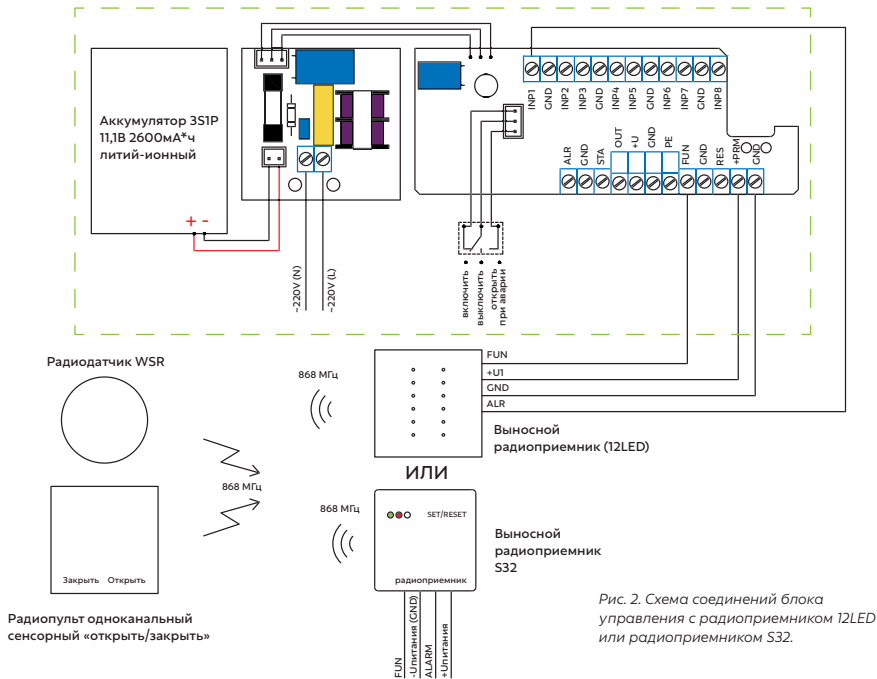 Аккумулятор 3S1P
11,1В 2600мА*ч
литий-ионный
+ -
~220V (N)
~220V (L)
INP1
GND
INP2
INP3
GND
INP4
INP5
GND
INP6
INP7
GND
INP8
ALR
GND
STA
OUT
+U
GND
PE
FUN
GND
RES
+PRM
GND
включить
выключить
открыть
при аварии
Радиодатчик WSR
868 МГц
FUN
+U1
GND
ALR
Выносной
радиоприемник (12LED)
ИЛИ
868 МГц
868 МГц
SET/RESET
радиоприемник
Выносной
радиоприемник
S32
Закрыть Открыть
Радиопульт одноканальный
сенсорный «открыть/закрыть»
FUN
-Uпитания (GND)
ALARM
+Uпитания
Рис. 2. Схема соединений блока
управления с радиоприемником 12LED
или радиоприемником S32.